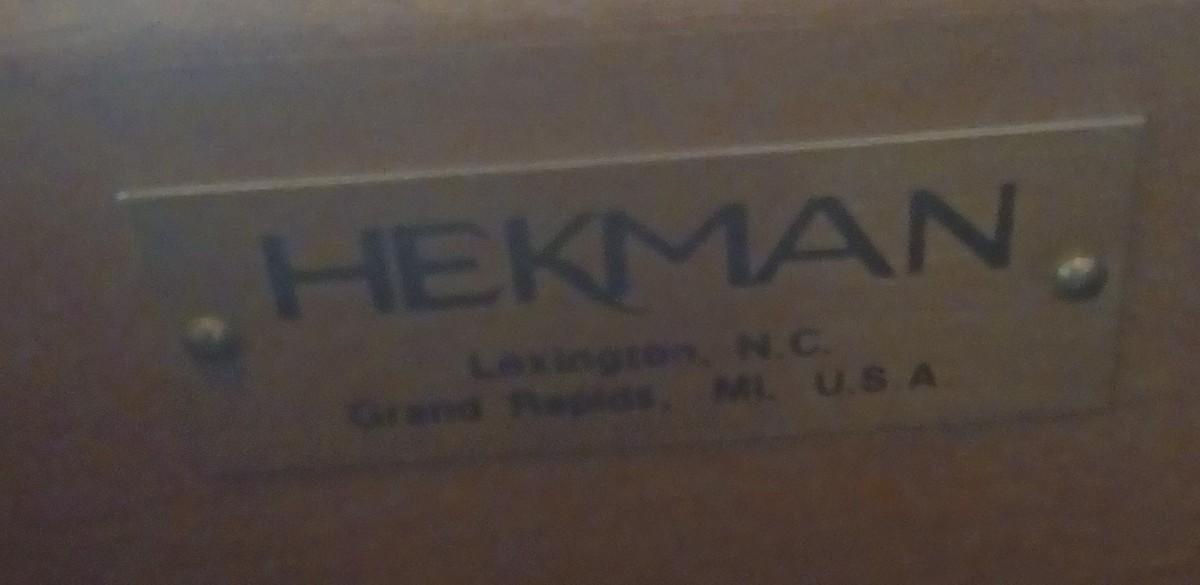 HEKMAN
Lexington, N.C.
Grand Rapids, MI. U.S A